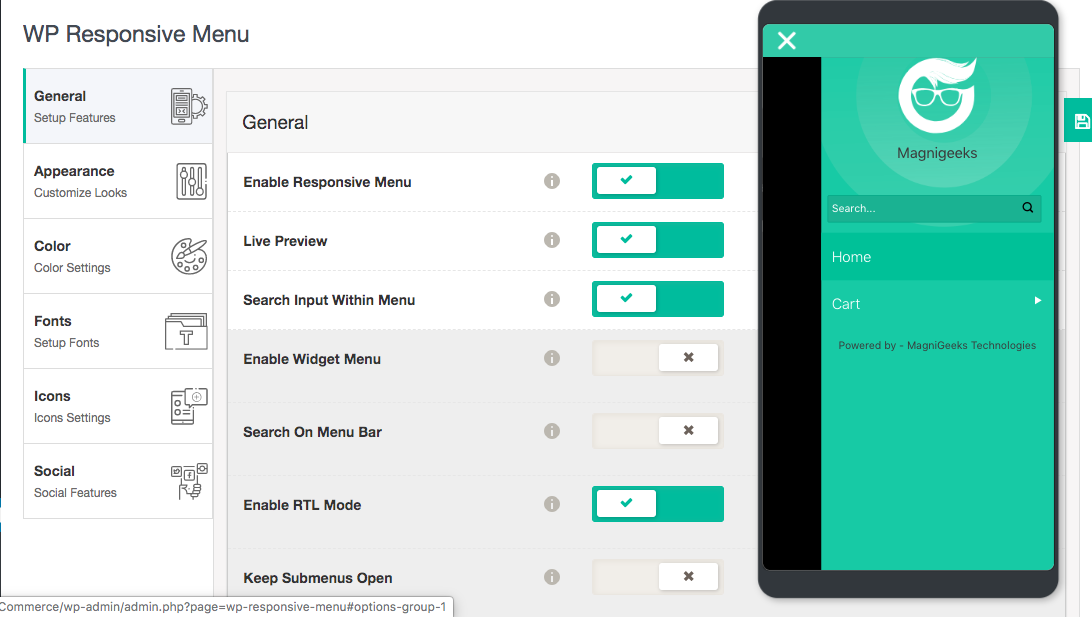 WP Responsive Menu
General
Setup Features
Appearance
Customize Looks
Color
Color Settings
Fonts
Setup Fonts
T
Icons
Icons Settings
Social
Social Features
General
Enable Responsive Menu
Live Preview
Search Input Within Menu
Enable Widget Menu
Search On Menu Bar
Enable RTL Mode
Keep Submenus Open
Magnigeeks
Search...
Home
Cart
Powered by - MagniGeeks Technologies
Commerce/wp-admin/admin.php?page=wp-responsive-menu#options-group-1